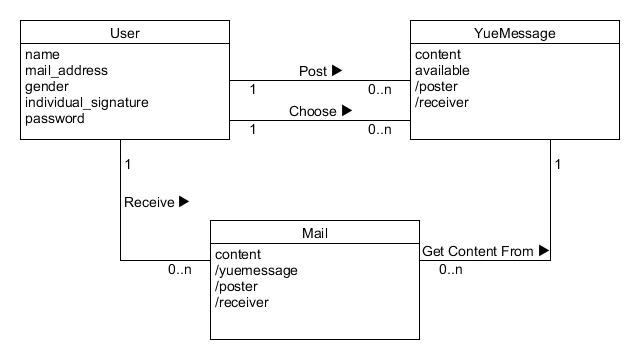 User
name
mail_address
gender
individual_signature
password
Post ▶
1
0..n
Choose ▶
1
0..n
YueMessage
content
available
/poster
/receiver
1
Receive ▶
0..n
Mail
content
/yuemessage
/poster
/receiver
1
Get Content From ▶
0..n